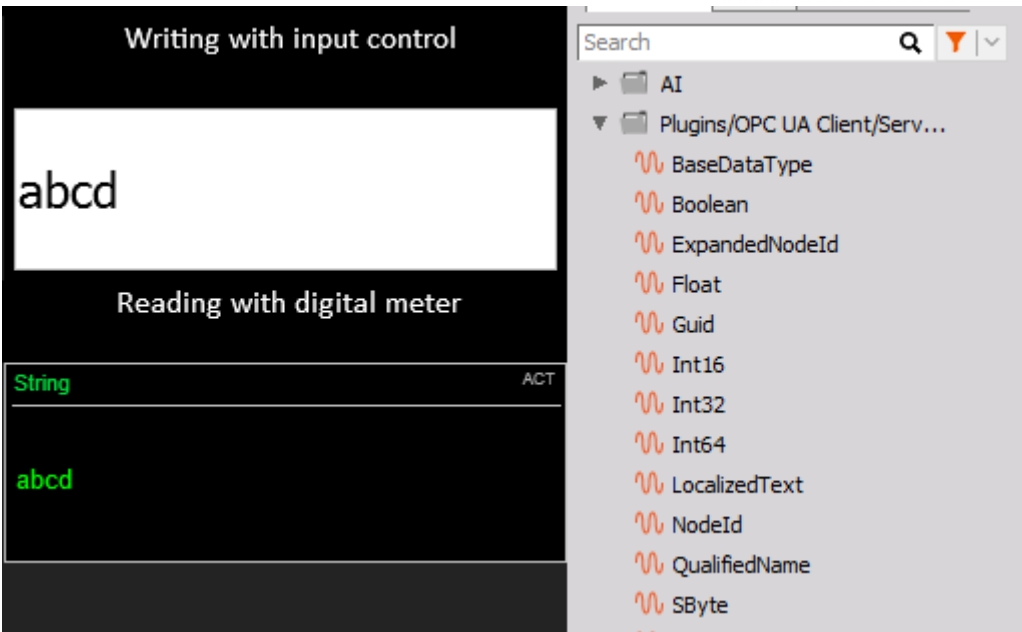 Writing with input control
abcd
Reading with digital meter
String ACT
abcd
Search
AI
Plugins/OPC UA Client/Serv...
BaseDataType
Boolean
ExpandedNodeId
Float
Guid
Int16
Int32
Int64
LocalizedText
NodeId
QualifiedName
SByte